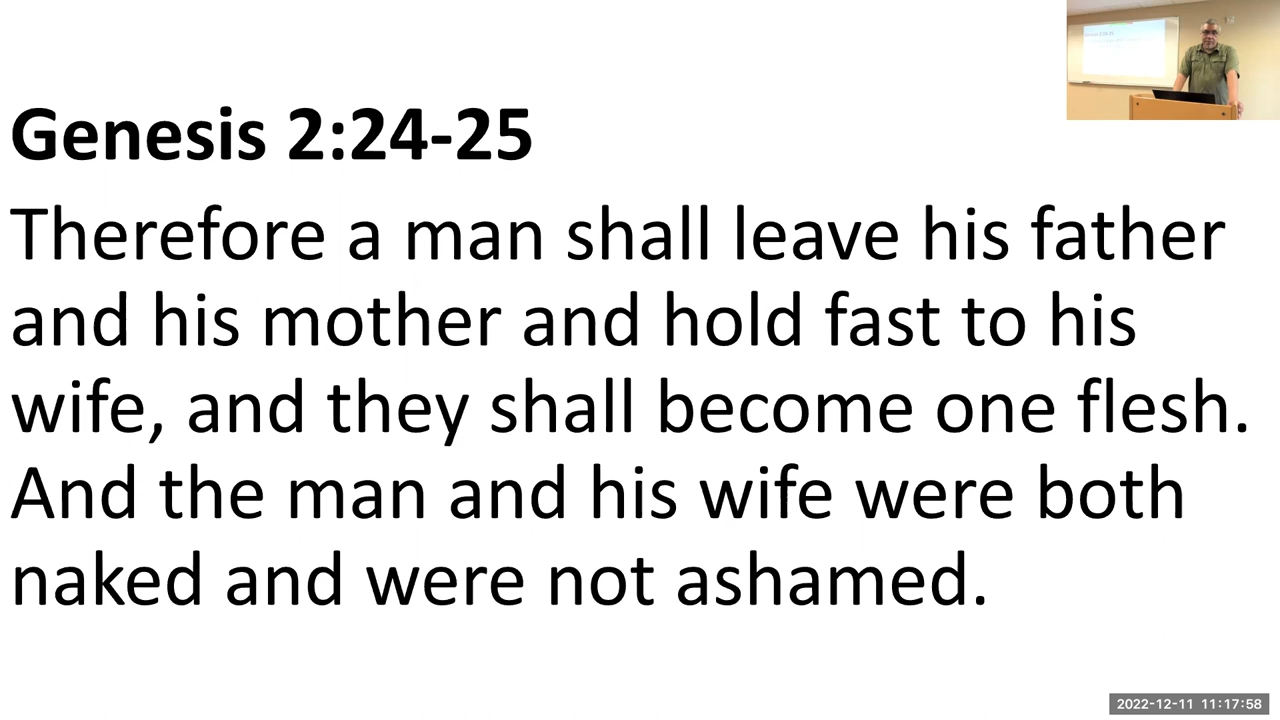 Genesis 2:24-25
Therefore a man shall leave his father
and his mother and hold fast to his
wife, and they shall become one flesh.
And the man and his wife were both
naked and were not ashamed.
2022-12-11 11:17:58